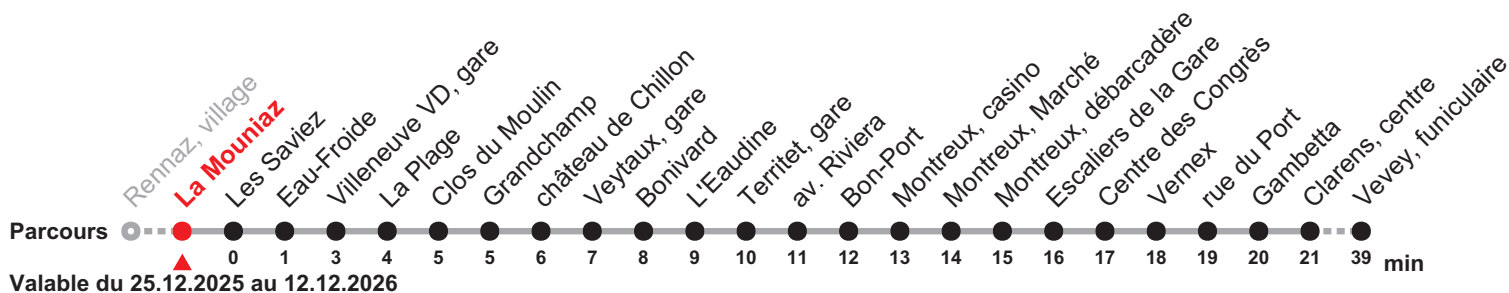 Rennaz, village
La Mouniaz
Les Saviez
Eau-Froide
Villeneuve VD, gare
La Plage
Clos du Moulin
Grandchamp
château de Chillon
Veytaux, gare
Bonivard
L'Eaudine
Territet, gare
av. Riviera
Bon-Port
Montreux, casino
Montreux, Marché
Montreux, débarcadère
Escaliers de la Gare
Centre des Congrès
Vernex
rue du Port
Gambetta
Clarens, centre
Vevey, funiculaire
Parcours
0 1 3 4 5 5 6 7 8 9 10 11 12 13 14 15 16 17 18 19 20 21 39 min
Valable du 25.12.2025 au 12.12.2026